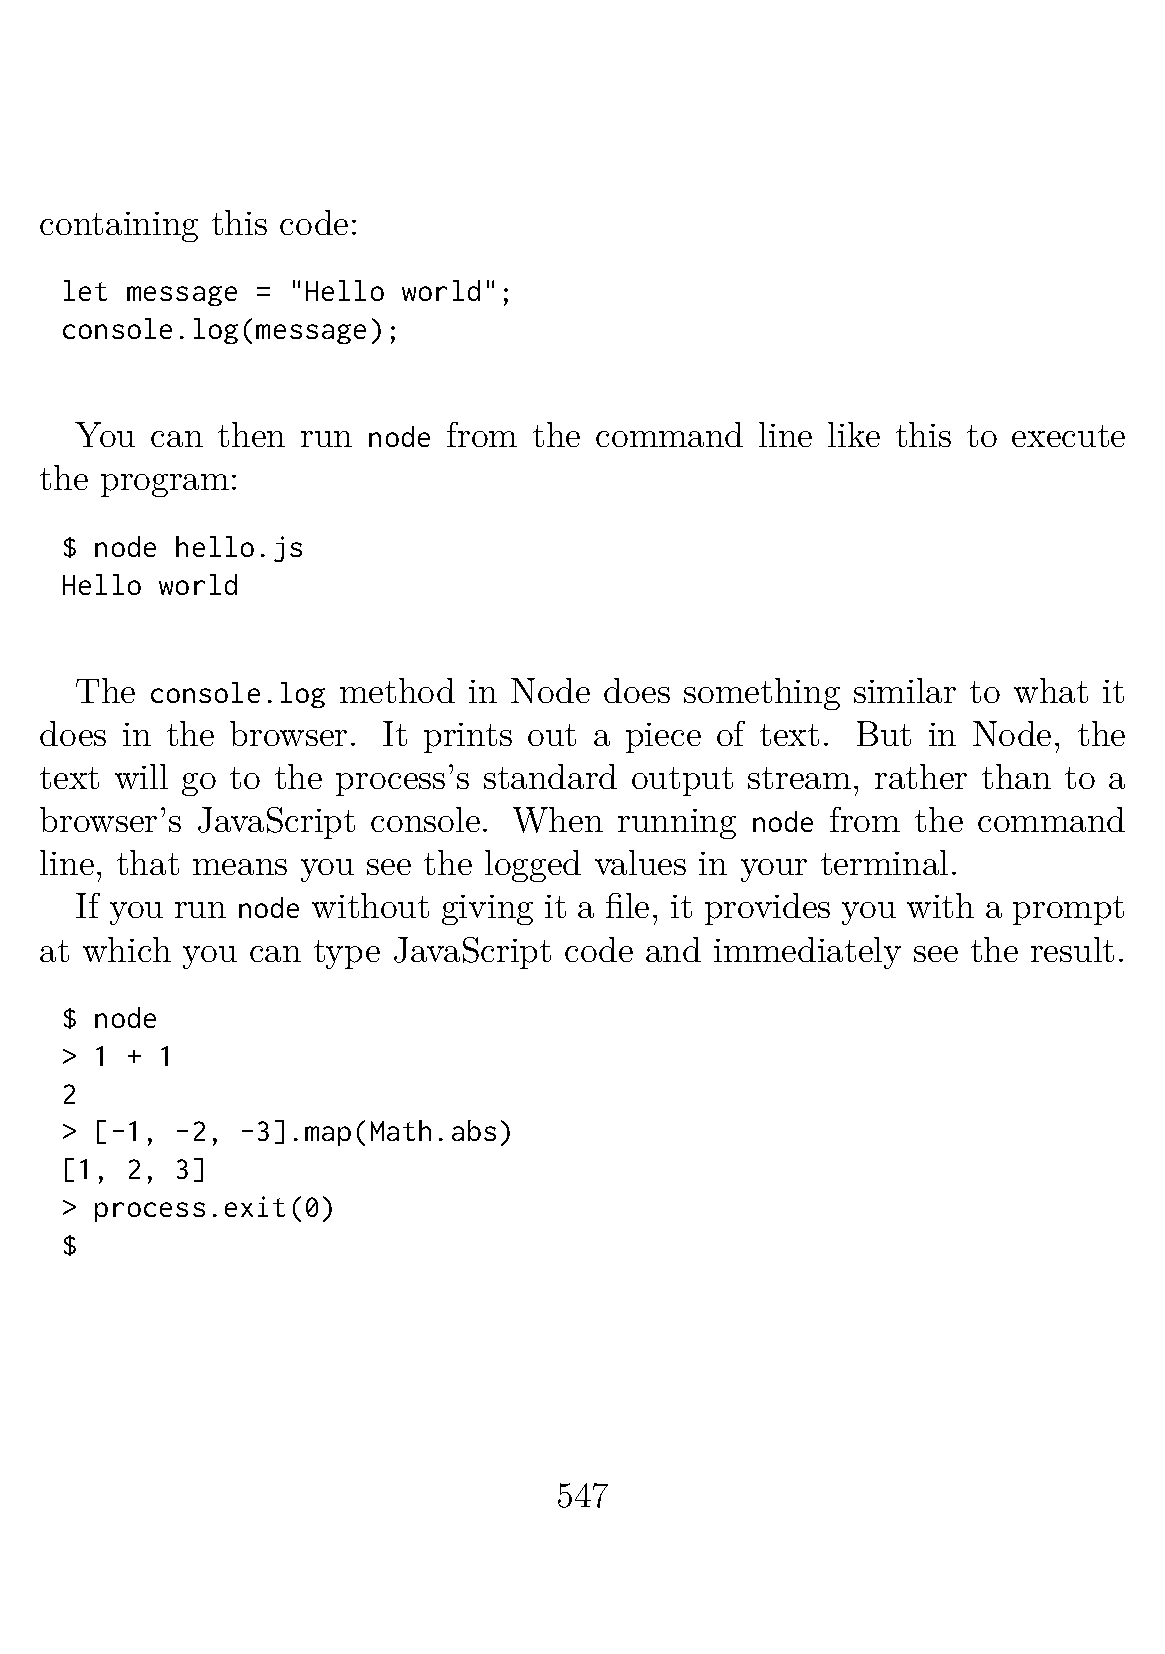 containing this code:
let message = "Hello world";
console.log(message);
You can then run node from the command line like this to execute
the program:
$ node hello.js
Hello world
The console.log method in Node does something similar to what it
does in the browser. It prints out a piece of text. But in Node, the
text will go to the process’s standard output stream, rather than to a
browser’s JavaScript console. When running node from the command
line, that means you see the logged values in your terminal.
If you run node without giving it a file, it provides you with a prompt
at which you can type JavaScript code and immediately see the result.
$ node
> 1 + 1
2
> [-1, -2, -3].map(Math.abs)
[1, 2, 3]
> process.exit(0)
$
547